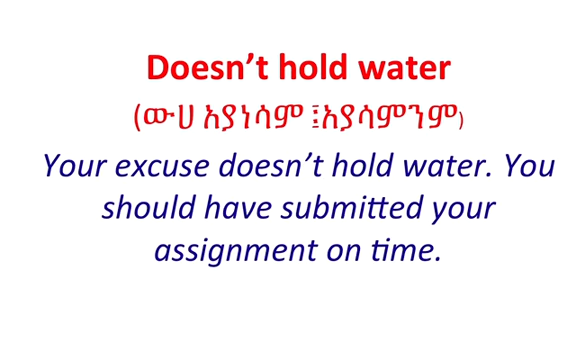 Doesn’t hold water
(ውሀ አያነሳም ፤አያሳምንም)
Your excuse doesn’t hold water. You
should have submitted your
assignment on time.